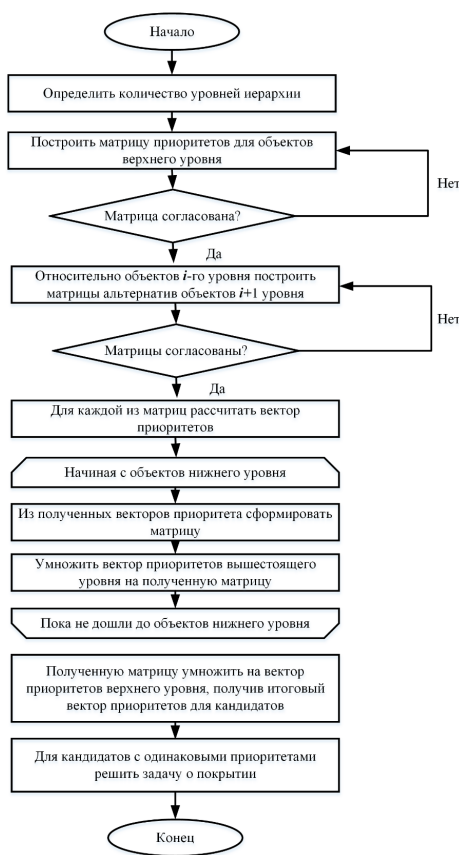 Начало
Определить количество уровней иерархии
Построить матрицу приоритетов для объектов
верхнего уровня
Нет
Матрица согласована?
Да
Относительно объектов i-го уровня построить
матрицы альтернатив объектов i+1 уровня
Нет
Матрицы согласованы?
Да
Для каждой из матриц рассчитать вектор
приоритетов
Начиная с объектов нижнего уровня
Из полученных векторов приоритета сформировать
матрицу
Умножить вектор приоритетов вышестоящего
уровня на полученную матрицу
Пока не дошли до объектов нижнего уровня
Полученную матрицу умножить на вектор
приоритетов верхнего уровня, получив итоговый
вектор приоритетов для кандидатов
Для кандидатов с одинаковыми приоритетами
решить задачу о покрытии
Конец